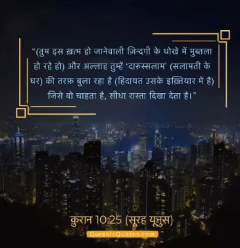 "(तुम इस ख़त्म हो जानेवाली ज़िन्दगी के धोखे में मुब्तला
हो रहे हो) और अल्लाह तुम्हें 'दारुस्सलाम' (सलामती के
घर) की तरफ़ बुला रहा है (हिदायत उसके इख़्तियार में है)
जिसे वो चाहता है, सीधा रास्ता दिखा देता है।"
क़ुरान 10:25 (सूरह यूनुस)